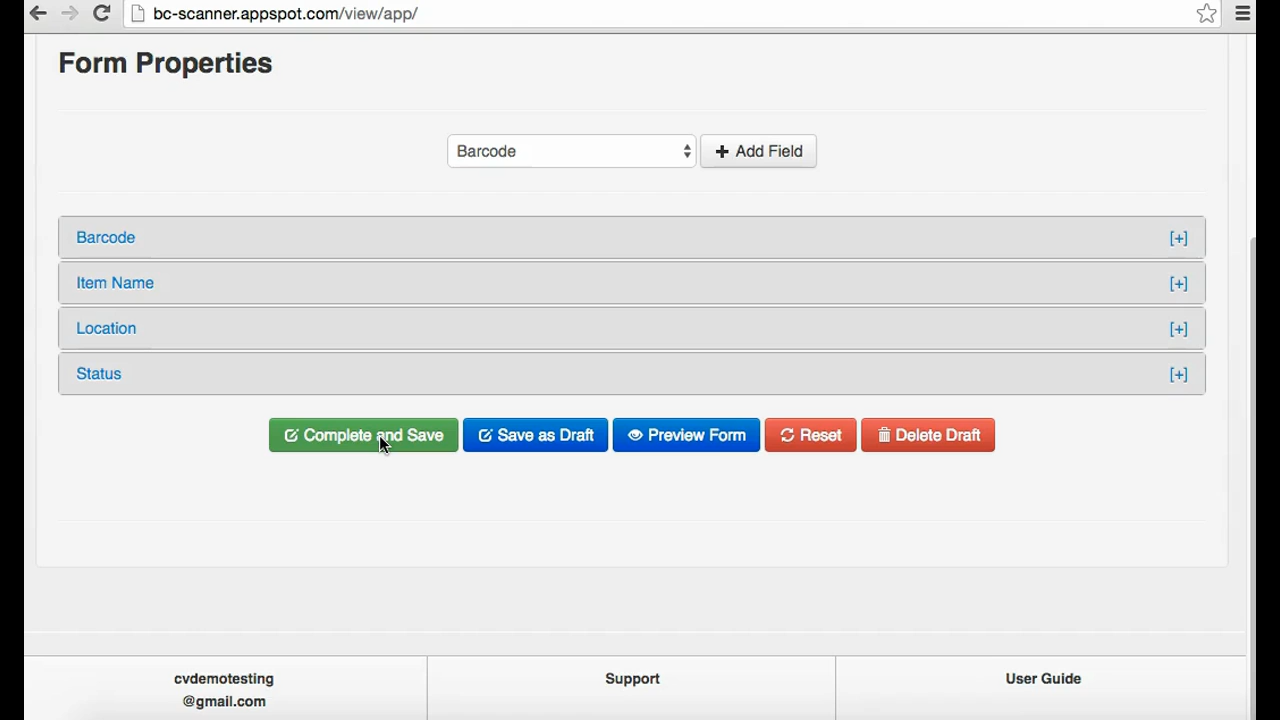 bc-scanner.appspot.com/view/app/
Form Properties
Barcode
+ Add Field
Barcode [+]
Item Name [+]
Location [+]
Status [+]
Complete and Save
Save as Draft
Preview Form
Reset
Delete Draft
cvdemotesting
@gmail.com
Support
User Guide